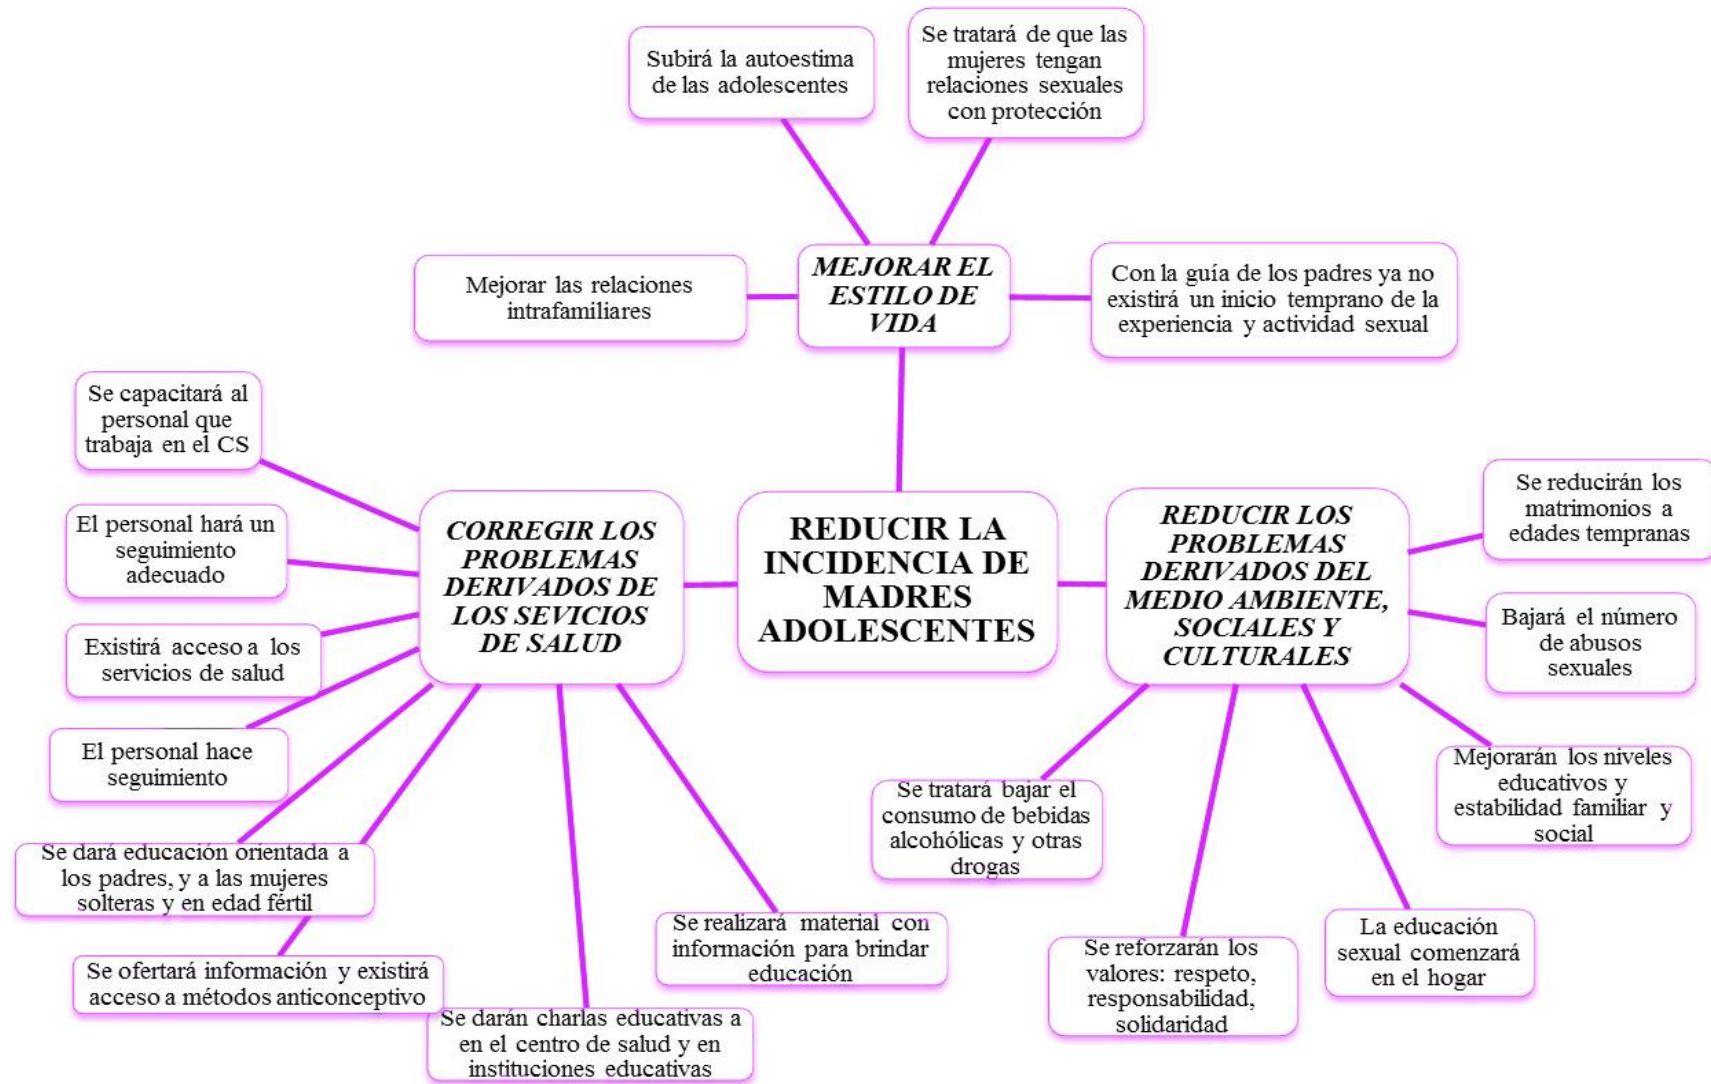 Subirá la autoestima
de las adolescentes
Se tratará de que las
mujeres tengan
relaciones sexuales
con protección
Mejorar las relaciones
intrafamiliares
MEJORAR EL
ESTILO DE
VIDA
Con la guía de los padres ya no
existirá un inicio temprano de la
experiencia y actividad sexual
Se capacitará al
personal que
trabaja en el CS
El personal hará un
seguimiento
adecuado
Existirá acceso a los
servicios de salud
El personal hace
seguimiento
Se dará educación orientada a
los padres, y a las mujeres
solteras y en edad fértil
Se ofertará información y existirá
acceso a métodos anticonceptivo
Se darán charlas educativas a
en el centro de salud y en
instituciones educativas
Se realizará material con
información para brindar
educación
CORREGIR LOS
PROBLEMAS
DERIVADOS DE
LOS SEVICIOS
DE SALUD
REDUCIR LA
INCIDENCIA DE
MADRES
ADOLESCENTES
REDUCIR LOS
PROBLEMAS
DERIVADOS DEL
MEDIO AMBIENTE,
SOCIALES Y
CULTURALES
Se reducirán los
matrimonios a
edades tempranas
Bajará el número
de abusos
sexuales
Mejorarán los niveles
educativos y
estabilidad familiar y
social
La educación
sexual comenzará
en el hogar
Se reforzarán los
valores: respeto,
responsabilidad,
solidaridad
Se tratará bajar el
consumo de bebidas
alcohólicas y otras
drogas